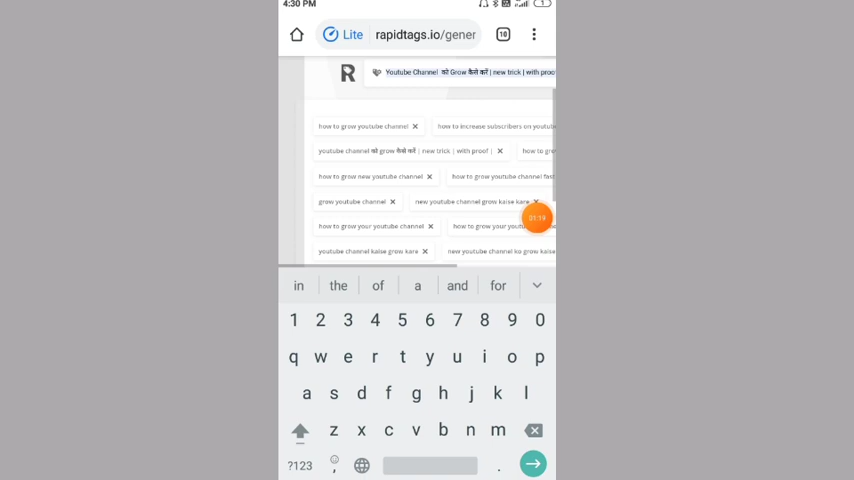 4:30 PM
Lite rapidtags.io/gener 18
R Youtube Channel को Grow कैसे करें | new trick | with proo
how to grow youtube channel × how to increase subscribers on youtub
youtube channel को grow कैसे करें | new trick | with proof | × how to gro
how to grow new youtube channel × how to grow youtube channel fast
grow youtube channel × new youtube channel grow kaise kare ×
01:19
how to grow your youtube channel × how to grow your youtu
youtube channel kaise grow kare × new youtube channel ko grow kaise
in the of a and for
1 2 3 4 5 6 7 8 9 0
q w e r t y u i o p
a s d f g h j k l
z x c v b n m
?123 , .